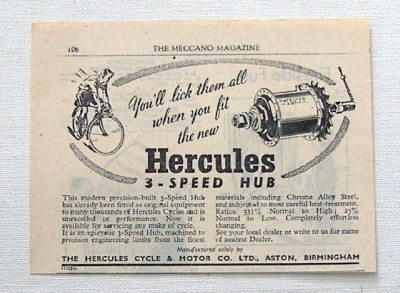 106
THE MECCANO MAGAZINE
You'll lick them all
when you fit
the new
Hercules
3-SPEED HUB
This modern precision-built 3-Speed Hub
has already been fitted as original equipment
to many thousands of Hercules Cycles and is
unexcelled in performance. Now it is
available for servicing any make of cycle.
It is an epicyclic 3-Speed Hub, machined to
precision engineering limits from the finest
materials including Chrome Alloy Steel,
and subjected to most careful heat-treatment.
Ratios: 33⅓% Normal to High; 25%
Normal to Low. Completely effortless
changing.
See your local dealer or write to us for name
of nearest Dealer.
Manufactured solely by
THE HERCULES CYCLE & MOTOR CO. LTD., ASTON, BIRMINGHAM